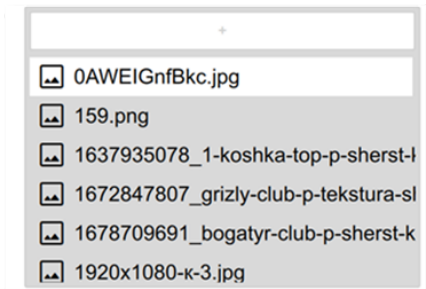 +
0AWEIGnfBkc.jpg
159.png
1637935078_1-koshka-top-p-sherst-
1672847807_grizly-club-p-tekstura-sl
1678709691_bogatyr-club-p-sherst-k
1920x1080-к-3.jpg